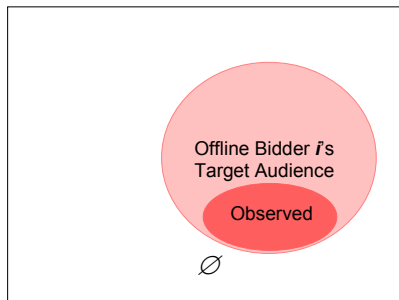 Offline Bidder i's
Target Audience
Observed
∅